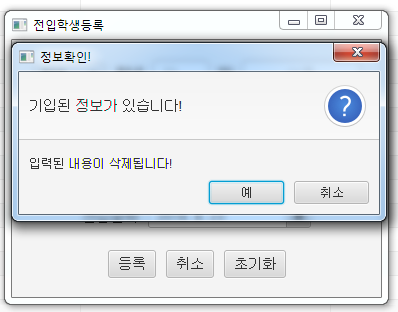 전입학생등록
정보확인!
기입된 정보가 있습니다!
?
입력된 내용이 삭제됩니다!
예 취소
등록 취소 초기화